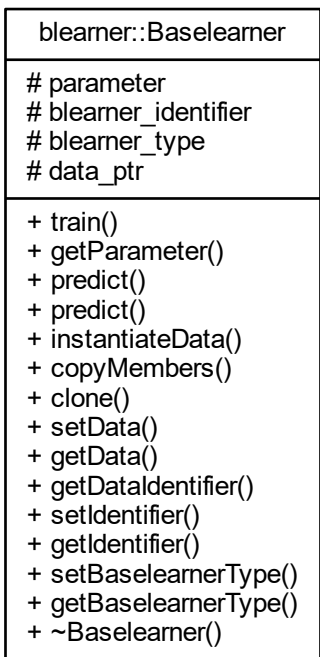 blearner::Baselearner
# parameter
# blearner_identifier
# blearner_type
# data_ptr
+ train()
+ getParameter()
+ predict()
+ predict()
+ instantiateData()
+ copyMembers()
+ clone()
+ setData()
+ getData()
+ getDataIdentifier()
+ setIdentifier()
+ getIdentifier()
+ setBaselearnerType()
+ getBaselearnerType()
+ ~Baselearner()